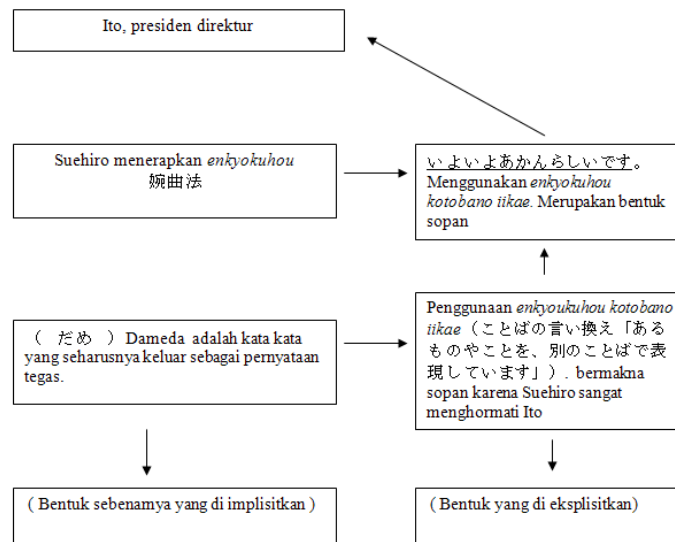 Ito, presiden direktur
Suehiro menerapkan enkyokuhou
婉曲法
いよいよあかんらしいです。
Menggunakan enkyokuhou
kotobano iikae. Merupakan bentuk
sopan
（ だめ ） Dameda adalah kata kata
yang seharusnya keluar sebagai pernyataan
tegas.
Penggunaan enkyoukuhou kotobano
iikae（ことばの言い換え「ある
ものやことを、別のことばで表
現しています」）. bermakna
sopan karena Suehiro sangat
menghormati Ito
( Bentuk sebenarnya yang di implisitkan )
( Bentuk yang di eksplisitkan)